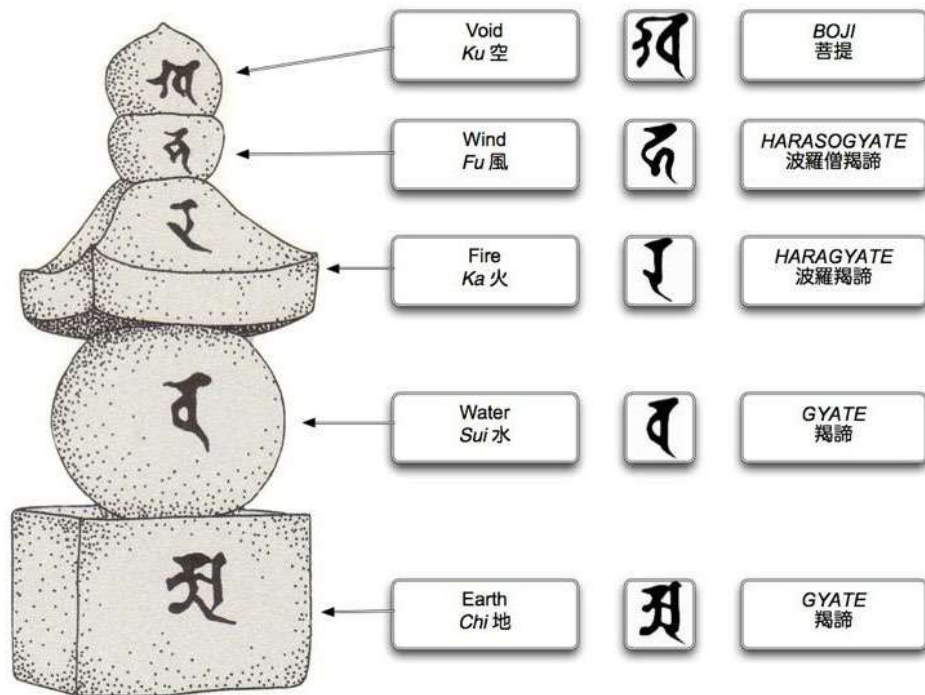 𑖏
𑖮
𑖨
𑖪
𑖀
Void
Ku 空
𑖏
BOJI
菩提
Wind
Fu 風
𑖮
HARASOGYATE
波羅僧羯諦
Fire
Ka 火
𑖨
HARAGYATE
波羅羯諦
Water
Sui 水
𑖪
GYATE
羯諦
Earth
Chi 地
𑖀
GYATE
羯諦